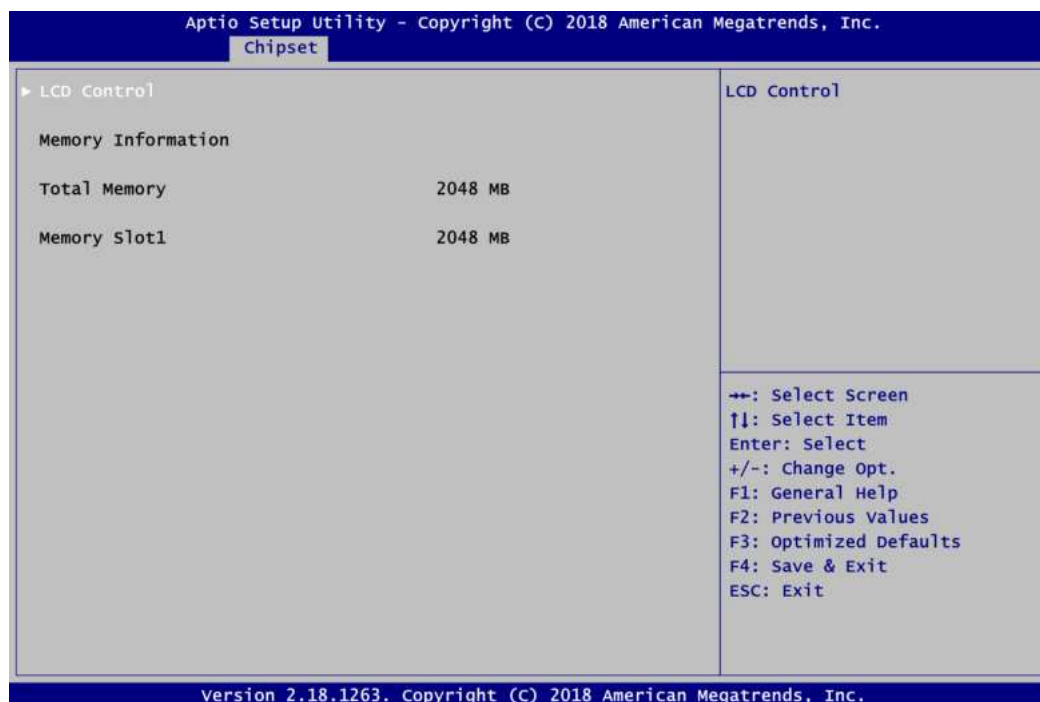 Aptio Setup Utility – Copyright (C) 2018 American Megatrends, Inc.
Chipset
► LCD Control
LCD Control
Memory Information
Total Memory 2048 MB
Memory Slot1 2048 MB
→←: Select Screen
↑↓: Select Item
Enter: Select
+/-: Change Opt.
F1: General Help
F2: Previous Values
F3: Optimized Defaults
F4: Save & Exit
ESC: Exit
Version 2.18.1263. Copyright (C) 2018 American Megatrends, Inc.